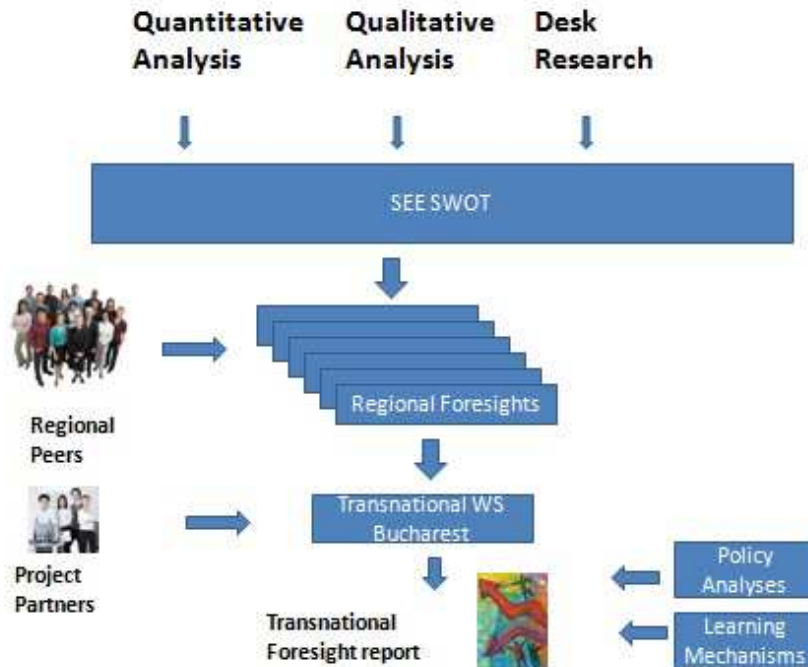 Quantitative
Analysis
Qualitative
Analysis
Desk
Research
SEE SWOT
Regional Foresights
Regional
Peers
Transnational WS
Bucharest
Project
Partners
Policy
Analyses
Transnational
Foresight report
Learning
Mechanisms